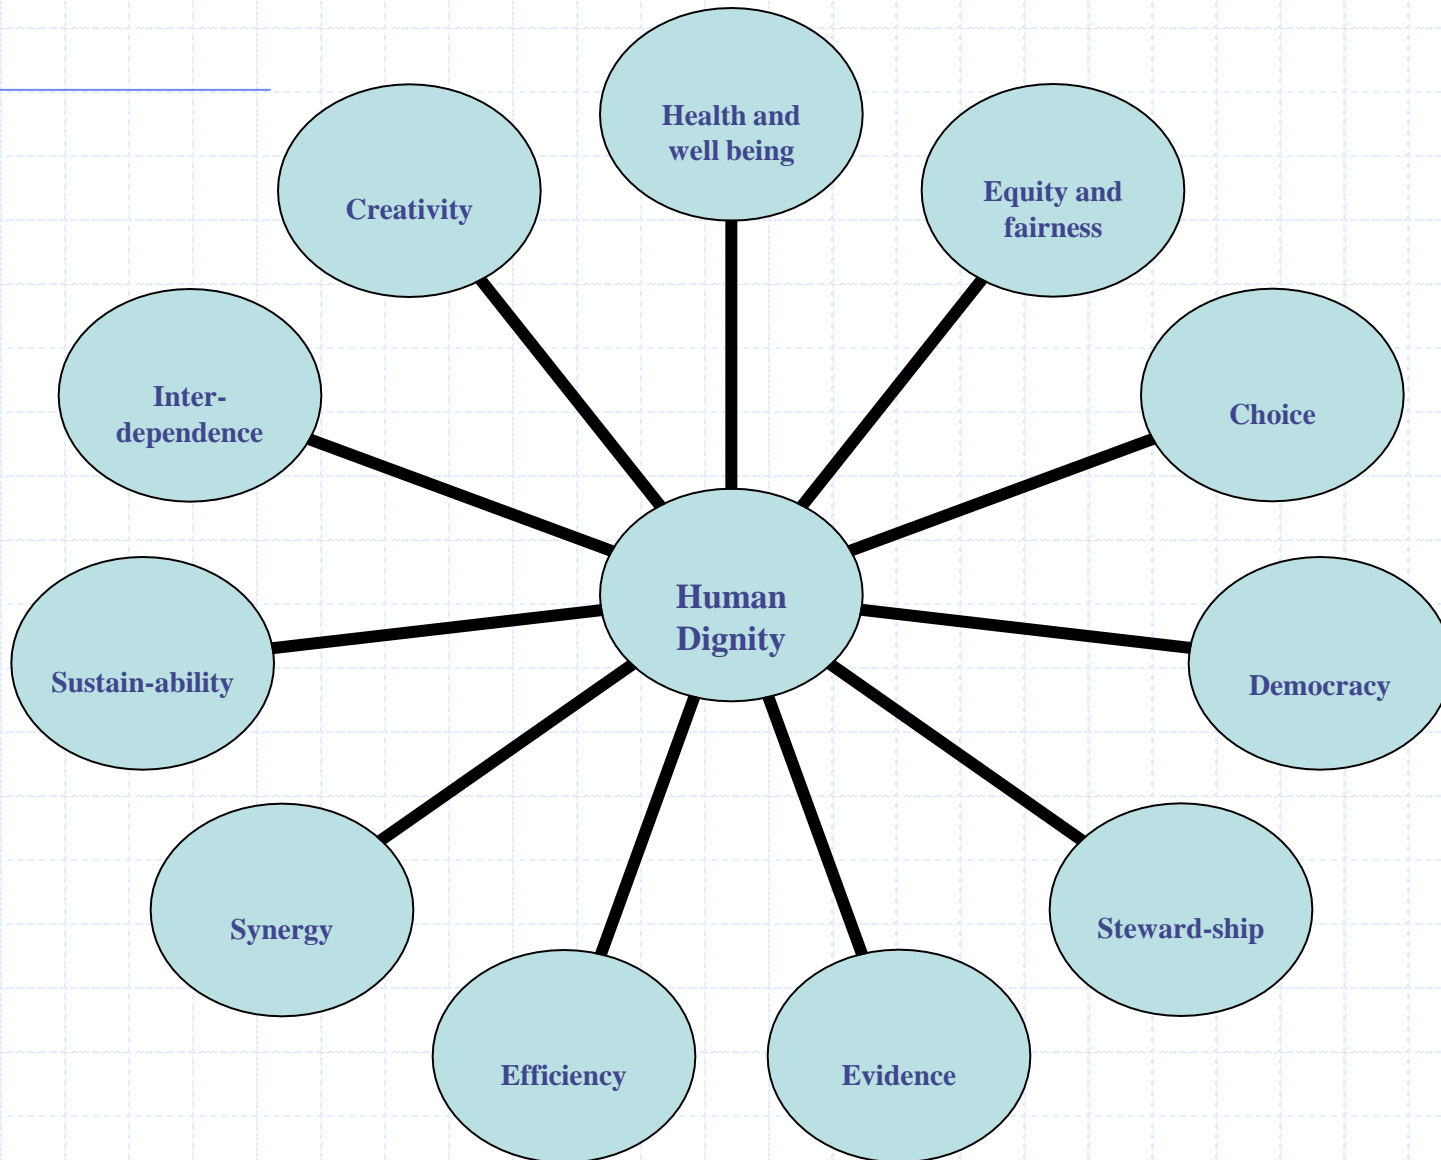 Health and
well being
Equity and
fairness
Choice
Democracy
Steward-ship
Evidence
Efficiency
Synergy
Sustain-ability
Inter-
dependence
Creativity
Human
Dignity